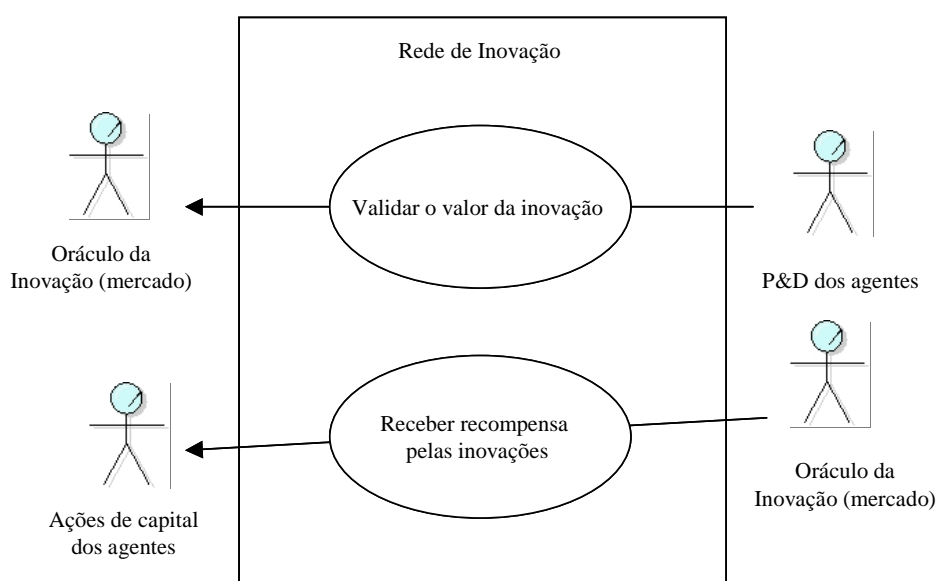 Rede de Inovação
Validar o valor da inovação
Oráculo da
Inovação (mercado)
P&D dos agentes
Receber recompensa
pelas inovações
Oráculo da
Inovação (mercado)
Ações de capital
dos agentes